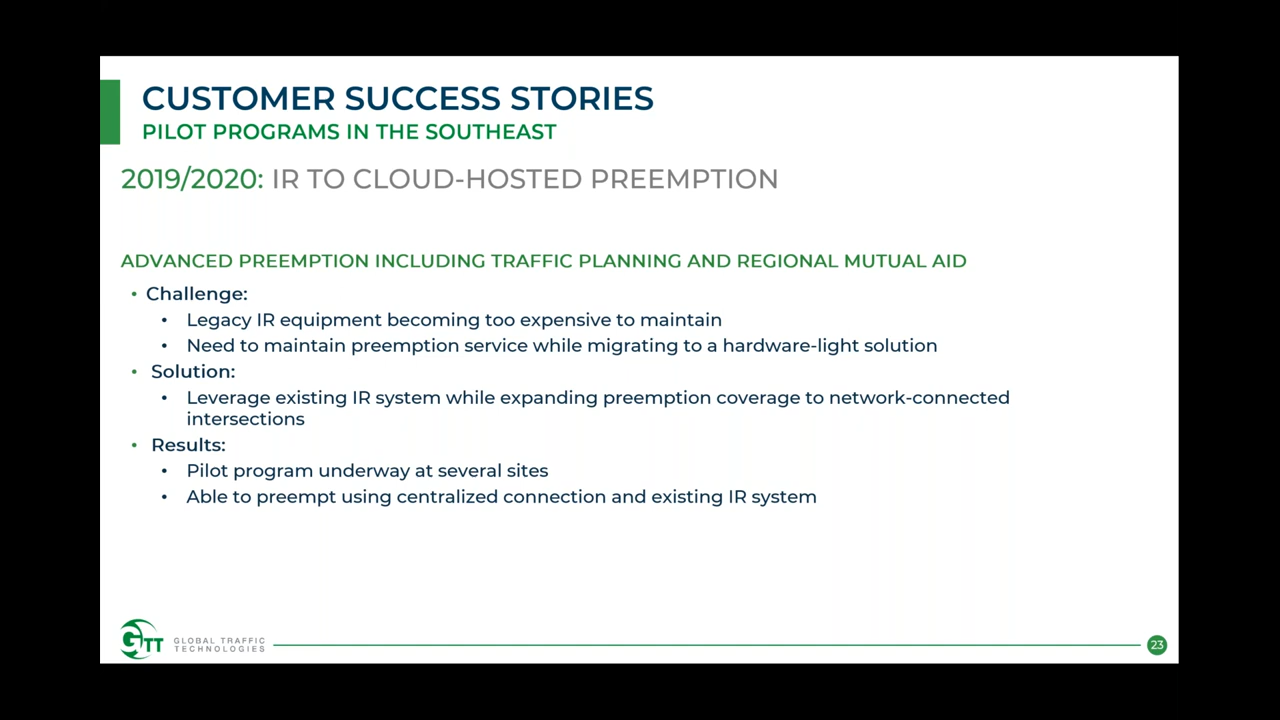 CUSTOMER SUCCESS STORIES
PILOT PROGRAMS IN THE SOUTHEAST
2019/2020: IR TO CLOUD-HOSTED PREEMPTION
ADVANCED PREEMPTION INCLUDING TRAFFIC PLANNING AND REGIONAL MUTUAL AID
• Challenge:
• Legacy IR equipment becoming too expensive to maintain
• Need to maintain preemption service while migrating to a hardware-light solution
• Solution:
• Leverage existing IR system while expanding preemption coverage to network-connected
intersections
• Results:
• Pilot program underway at several sites
• Able to preempt using centralized connection and existing IR system
GTT GLOBAL TRAFFIC
TECHNOLOGIES
23